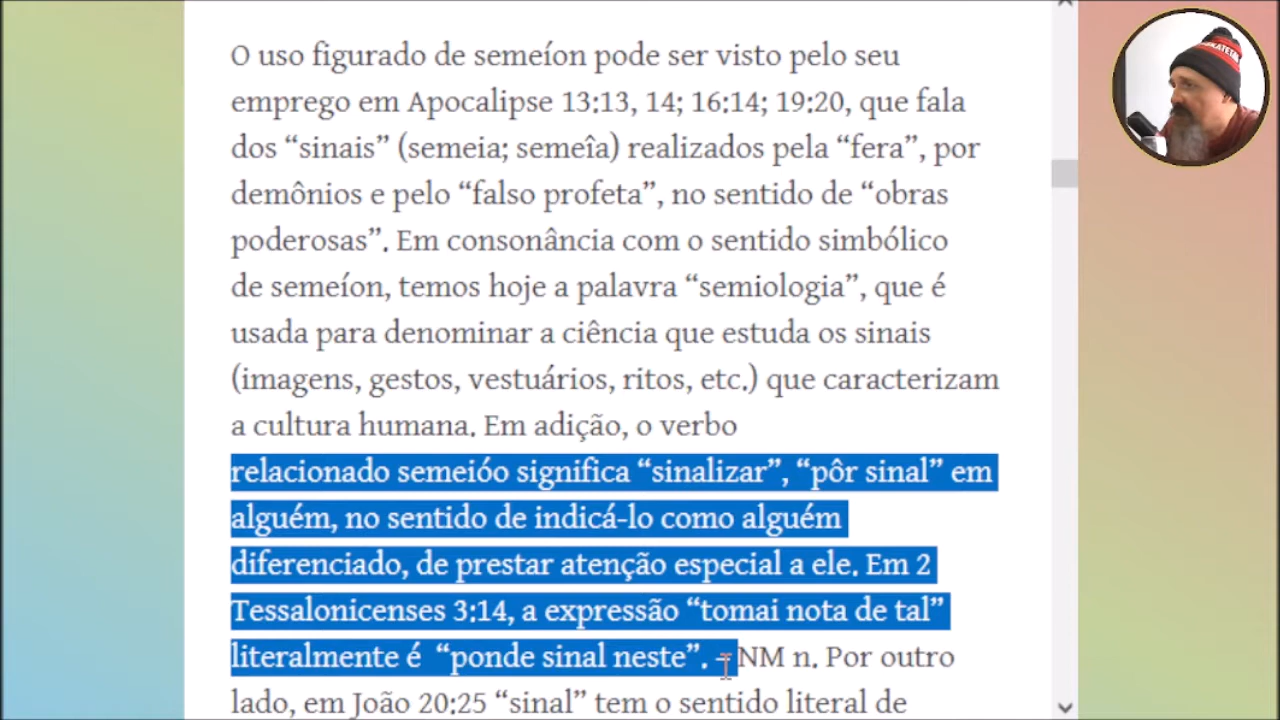 O uso figurado de semeíon pode ser visto pelo seu
emprego em Apocalipse 13:13, 14; 16:14; 19:20, que fala
dos “sinais” (semeia; semeîa) realizados pela “fera”, por
demônios e pelo “falso profeta”, no sentido de “obras
poderosas”. Em consonância com o sentido simbólico
de semeíon, temos hoje a palavra “semiologia”, que é
usada para denominar a ciência que estuda os sinais
(imagens, gestos, vestuários, ritos, etc.) que caracterizam
a cultura humana. Em adição, o verbo
relacionado semeióo significa “sinalizar”, “pôr sinal” em
alguém, no sentido de indicá-lo como alguém
diferenciado, de prestar atenção especial a ele. Em 2
Tessalonicenses 3:14, a expressão “tomai nota de tal”
literalmente é “ponde sinal neste”. – NM n. Por outro
lado, em João 20:25 “sinal” tem o sentido literal de